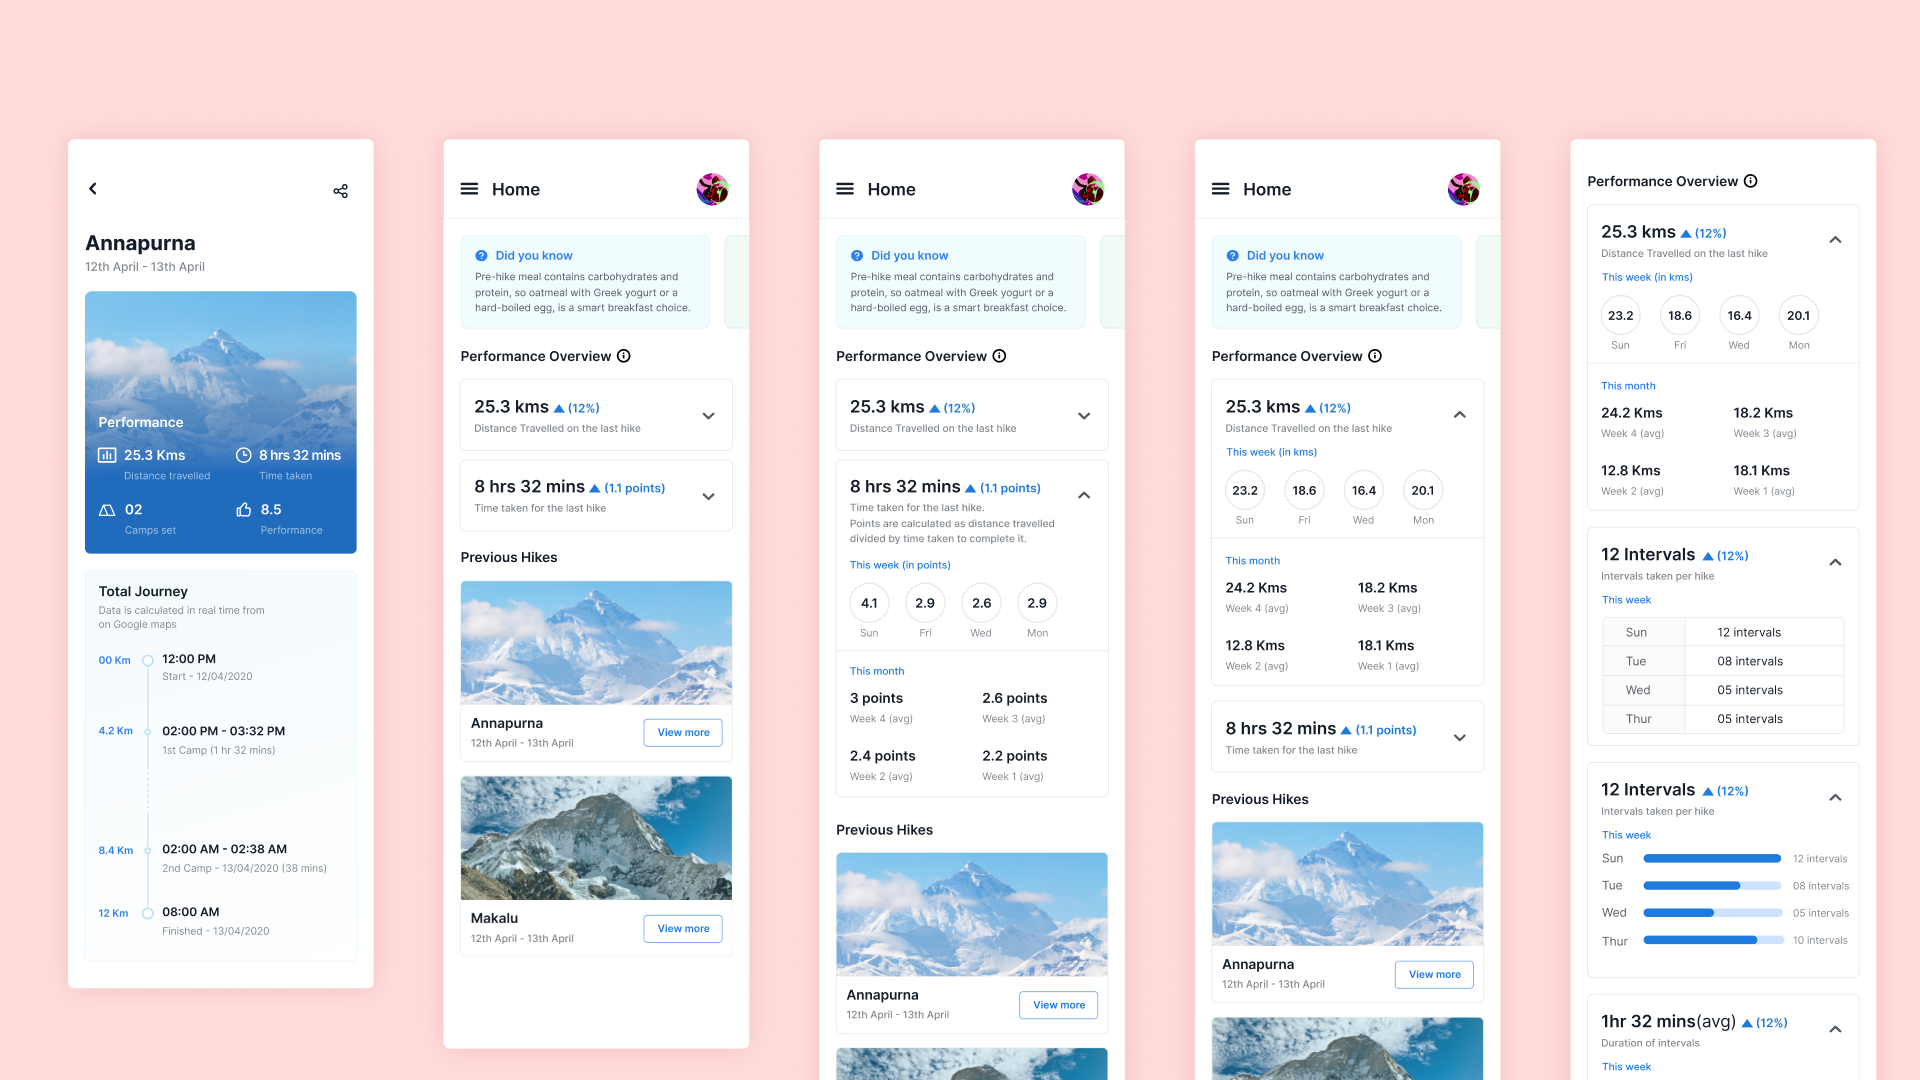 Annapurna
12th April - 13th April
Performance
25.3 Kms
Distance travelled
8 hrs 32 mins
Time taken
02
Camps set
8.5
Performance
Total Journey
Data is calculated in real time from
on Google maps
00 Km
12:00 PM
Start - 12/04/2020
4.2 Km
02:00 PM - 03:32 PM
1st Camp (1 hr 32 mins)
8.4 Km
02:00 AM - 02:38 AM
2nd Camp - 13/04/2020 (38 mins)
12 Km
08:00 AM
Finished - 13/04/2020
Home
Did you know
Pre-hike meal contains carbohydrates and
protein, so oatmeal with Greek yogurt or a
hard-boiled egg, is a smart breakfast choice.
Performance Overview
25.3 kms (12%)
Distance Travelled on the last hike
8 hrs 32 mins (1.1 points)
Time taken for the last hike
Previous Hikes
Annapurna
12th April - 13th April
View more
Makalu
12th April - 13th April
View more
Home
Did you know
Pre-hike meal contains carbohydrates and
protein, so oatmeal with Greek yogurt or a
hard-boiled egg, is a smart breakfast choice.
Performance Overview
25.3 kms (12%)
Distance Travelled on the last hike
8 hrs 32 mins (1.1 points)
Time taken for the last hike.
Points are calculated as distance travelled
divided by time taken to complete it.
This week (in points)
4.1 2.9 2.6 2.9
Sun Fri Wed Mon
This month
3 points 2.6 points
Week 4 (avg) Week 3 (avg)
2.4 points 2.2 points
Week 2 (avg) Week 1 (avg)
Previous Hikes
Annapurna
12th April - 13th April
View more
Home
Did you know
Pre-hike meal contains carbohydrates and
protein, so oatmeal with Greek yogurt or a
hard-boiled egg, is a smart breakfast choice.
Performance Overview
25.3 kms (12%)
Distance Travelled on the last hike
This week (in kms)
23.2 18.6 16.4 20.1
Sun Fri Wed Mon
This month
24.2 Kms 18.2 Kms
Week 4 (avg) Week 3 (avg)
12.8 Kms 18.1 Kms
Week 2 (avg) Week 1 (avg)
8 hrs 32 mins (1.1 points)
Time taken for the last hike
Previous Hikes
Annapurna
12th April - 13th April
View more
Performance Overview
25.3 kms (12%)
Distance Travelled on the last hike
This week (in kms)
23.2 18.6 16.4 20.1
Sun Fri Wed Mon
This month
24.2 Kms 18.2 Kms
Week 4 (avg) Week 3 (avg)
12.8 Kms 18.1 Kms
Week 2 (avg) Week 1 (avg)
12 Intervals (12%)
Intervals taken per hike
This week
Sun 12 intervals
Tue 08 intervals
Wed 05 intervals
Thur 05 intervals
12 Intervals (12%)
Intervals taken per hike
This week
Sun 12 intervals
Tue 08 intervals
Wed 05 intervals
Thur 10 intervals
1hr 32 mins(avg) (12%)
Duration of intervals
This week